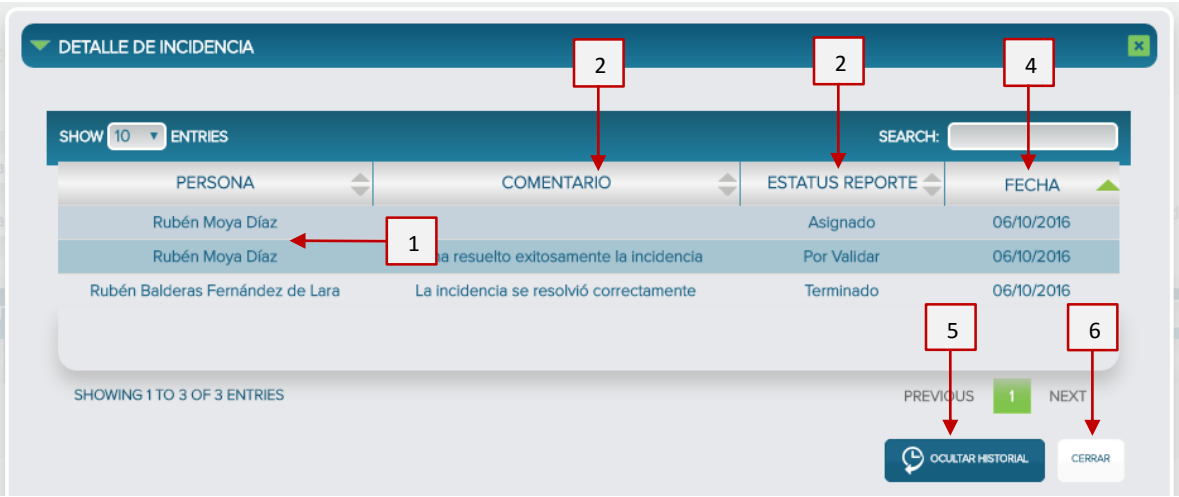 DETALLE DE INCIDENCIA
2 2 4
SHOW 10 ENTRIES SEARCH:
PERSONA COMENTARIO ESTATUS REPORTE FECHA
Rubén Moya Díaz Asignado 06/10/2016
1
Rubén Moya Díaz ha resuelto exitosamente la incidencia Por Validar 06/10/2016
Rubén Balderas Fernández de Lara La incidencia se resolvió correctamente Terminado 06/10/2016
5 6
SHOWING 1 TO 3 OF 3 ENTRIES PREVIOUS 1 NEXT
OCULTAR HISTORIAL CERRAR